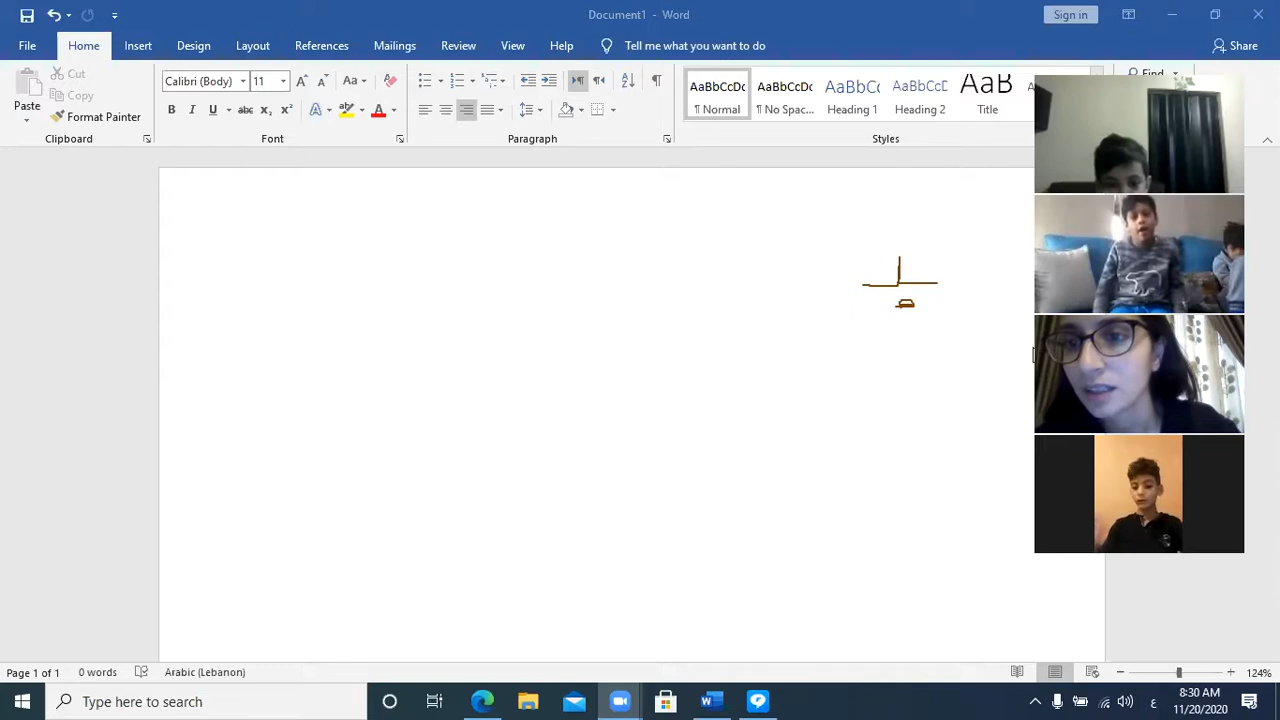 Document1 - Word
Sign in
File Home Insert Design Layout References Mailings Review View Help Tell me what you want to do Share
Paste
Cut
Copy
Format Painter
Clipboard
Calibri (Body) 11
Font
Paragraph
AaBbCcDc AaBbCcDc AaBbCc AaBbCcD AaB
¶ Normal ¶ No Spac... Heading 1 Heading 2 Title
Styles
Find
Page 1 of 1 0 words Arabic (Lebanon) 124%
Type here to search
ع
8:30 AM
11/20/2020